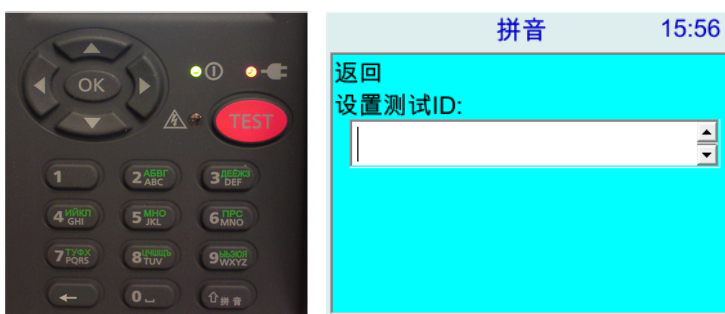 OK
TEST
1
2 АБВГ
ABC
3 ДЕЁЖЗ
DEF
4 ИЙКЛ
GHI
5 МНО
JKL
6 ПРС
MNO
7 ТУФХ
PQRS
8 ЦЧШЩЪ
TUV
9 ЫЬЭЮЯ
WXYZ
0
拼音
拼音 15:56
返回
设置测试ID: